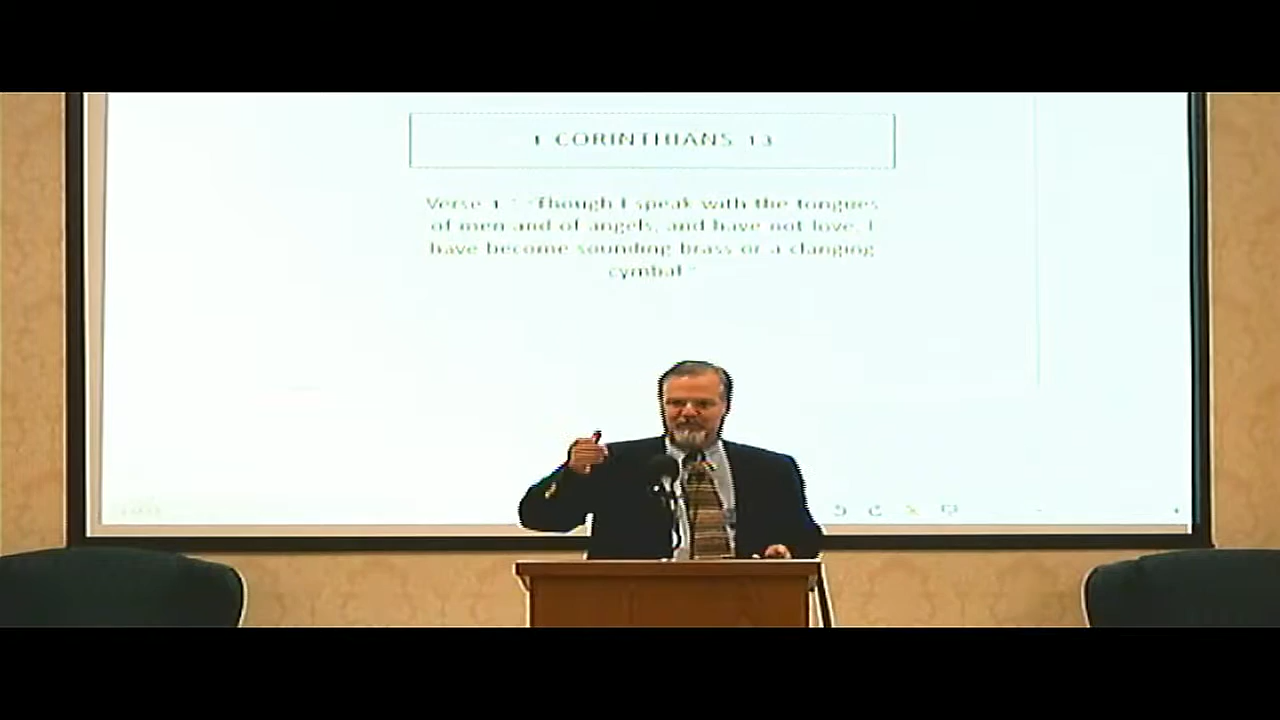 1 CORINTHIANS 13
Verse 1 : "Though I speak with the tongues
of men and of angels, and have not love, I
have become sounding brass or a clanging
cymbal."